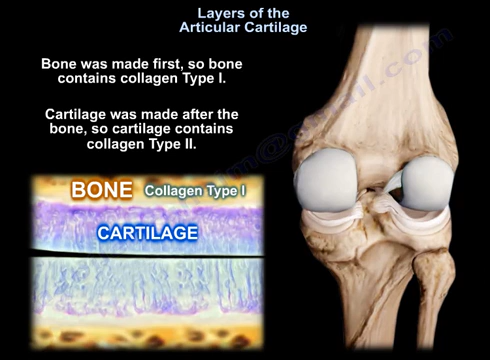 Layers of the
Articular Cartilage
Bone was made first, so bone
contains collagen Type I.
Cartilage was made after the
bone, so cartilage contains
collagen Type II.
BONE Collagen Type I
CARTILAGE